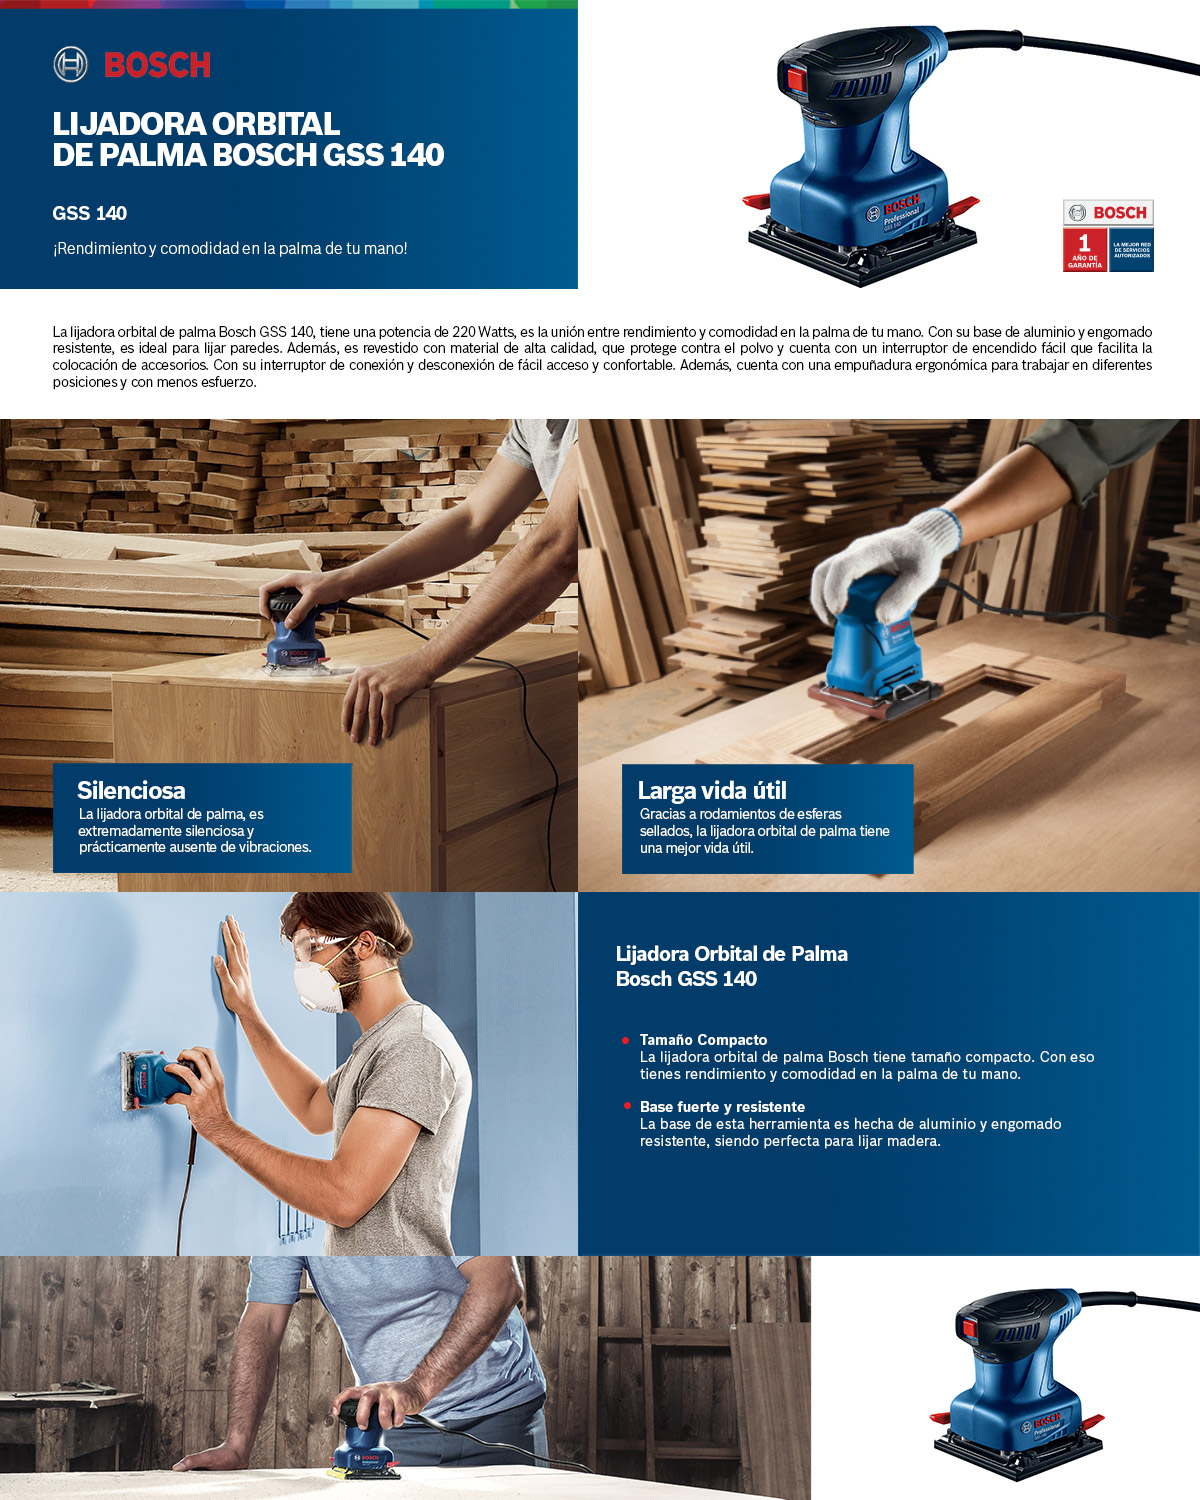 BOSCH
LIJADORA ORBITAL
DE PALMA BOSCH GSS 140
GSS 140
¡Rendimiento y comodidad en la palma de tu mano!
BOSCH
Professional
GSS 140
BOSCH
1
AÑO DE
GARANTÍA
LA MEJOR RED
DE SERVICIOS
AUTORIZADOS
La lijadora orbital de palma Bosch GSS 140, tiene una potencia de 220 Watts, es la unión entre rendimiento y comodidad en la palma de tu mano. Con su base de aluminio y engomado
resistente, es ideal para lijar paredes. Además, es revestido con material de alta calidad, que protege contra el polvo y cuenta con un interruptor de encendido fácil que facilita la
colocación de accesorios. Con su interruptor de conexión y desconexión de fácil acceso y confortable. Además, cuenta con una empuñadura ergonómica para trabajar en diferentes
posiciones y con menos esfuerzo.
BOSCH
BOSCH
Silenciosa
La lijadora orbital de palma, es
extremadamente silenciosa y
prácticamente ausente de vibraciones.
Larga vida útil
Gracias a rodamientos de esferas
sellados, la lijadora orbital de palma tiene
una mejor vida útil.
BOSCH
Lijadora Orbital de Palma
Bosch GSS 140
Tamaño Compacto
La lijadora orbital de palma Bosch tiene tamaño compacto. Con eso
tienes rendimiento y comodidad en la palma de tu mano.
Base fuerte y resistente
La base de esta herramienta es hecha de aluminio y engomado
resistente, siendo perfecta para lijar madera.
BOSCH
BOSCH
Professional